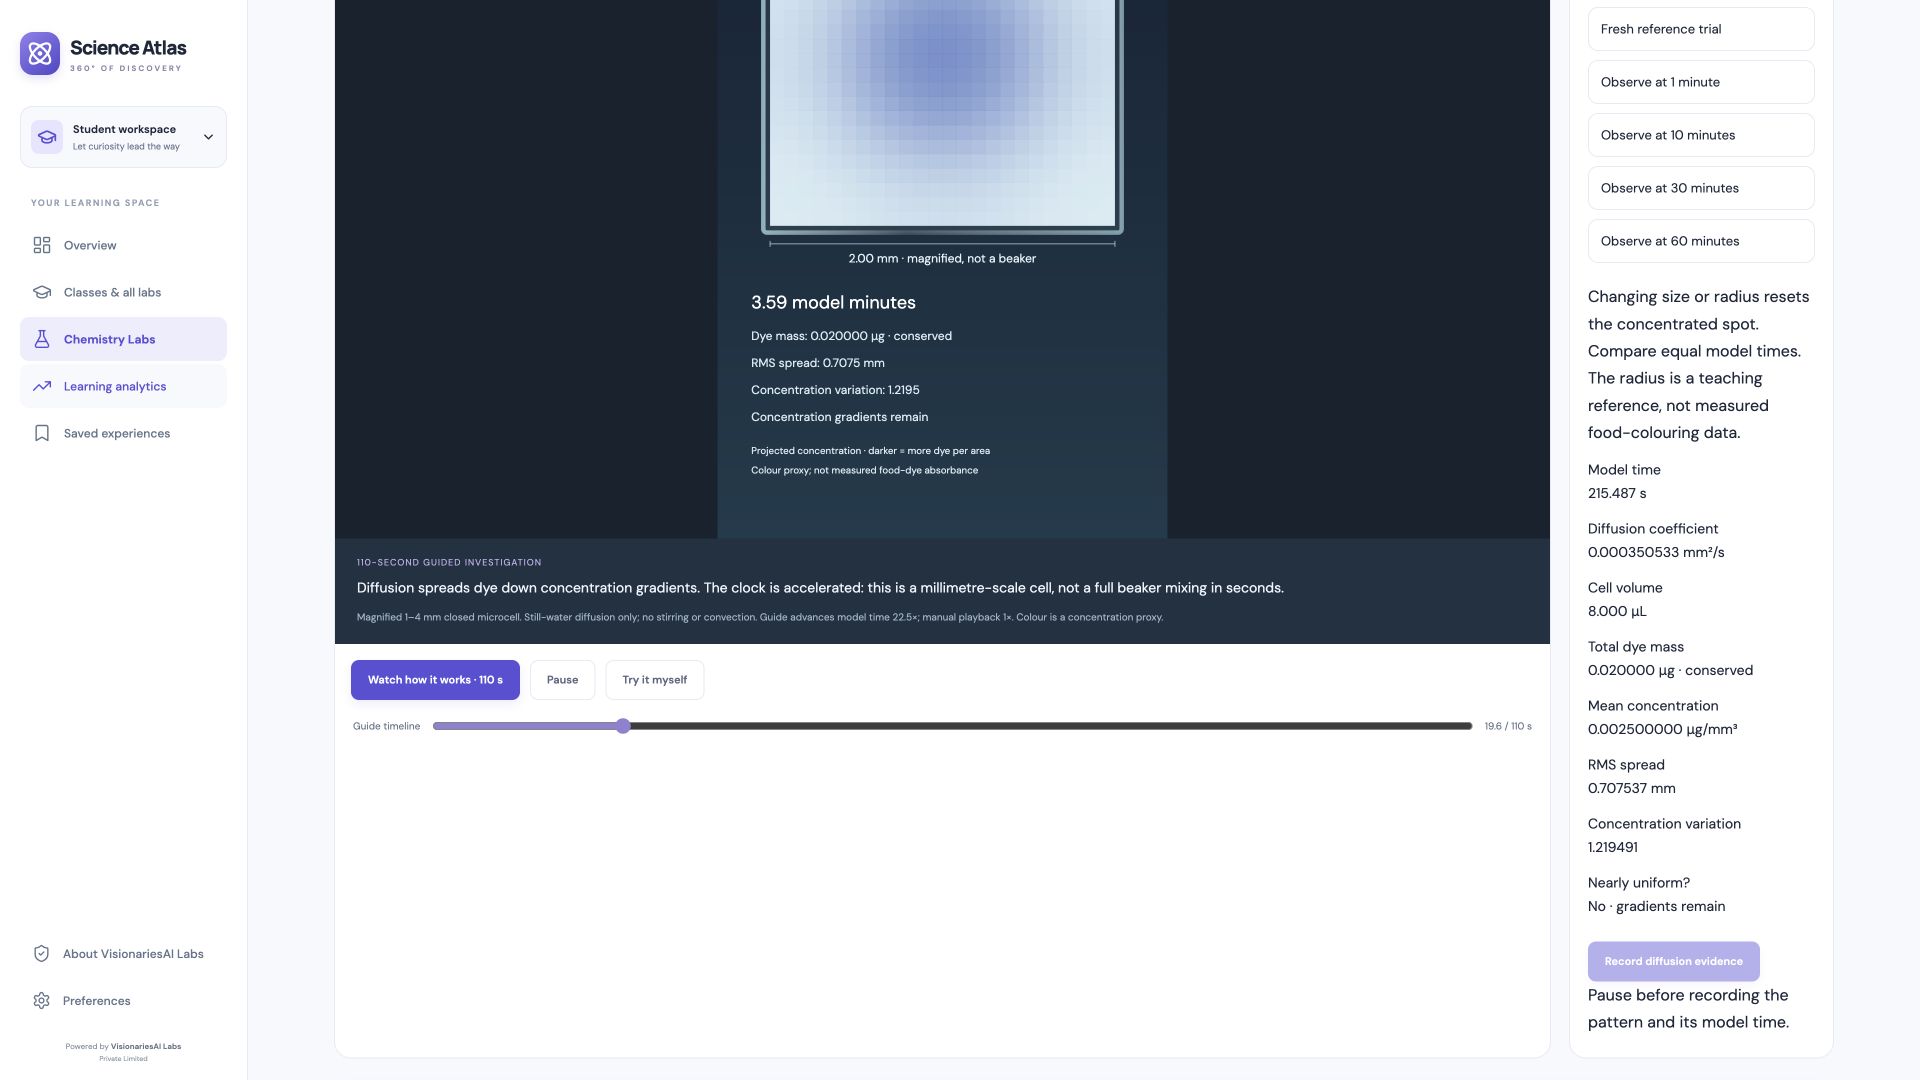 Science Atlas
360° OF DISCOVERY
Student workspace
Let curiosity lead the way
YOUR LEARNING SPACE
Overview
Classes & all labs
Chemistry Labs
Learning analytics
Saved experiences
About VisionariesAI Labs
Preferences
Powered by VisionariesAI Labs
Private Limited
2.00 mm · magnified, not a beaker
3.59 model minutes
Dye mass: 0.020000 µg · conserved
RMS spread: 0.7075 mm
Concentration variation: 1.2195
Concentration gradients remain
Projected concentration · darker = more dye per area
Colour proxy; not measured food-dye absorbance
110-SECOND GUIDED INVESTIGATION
Diffusion spreads dye down concentration gradients. The clock is accelerated: this is a millimetre-scale cell, not a full beaker mixing in seconds.
Magnified 1–4 mm closed microcell. Still-water diffusion only; no stirring or convection. Guide advances model time 22.5×; manual playback 1×. Colour is a concentration proxy.
Watch how it works · 110 s
Pause
Try it myself
Guide timeline
19.6 / 110 s
Fresh reference trial
Observe at 1 minute
Observe at 10 minutes
Observe at 30 minutes
Observe at 60 minutes
Changing size or radius resets
the concentrated spot.
Compare equal model times.
The radius is a teaching
reference, not measured
food-colouring data.
Model time
215.487 s
Diffusion coefficient
0.000350533 mm²/s
Cell volume
8.000 µL
Total dye mass
0.020000 µg · conserved
Mean concentration
0.002500000 µg/mm³
RMS spread
0.707537 mm
Concentration variation
1.219491
Nearly uniform?
No · gradients remain
Record diffusion evidence
Pause before recording the
pattern and its model time.